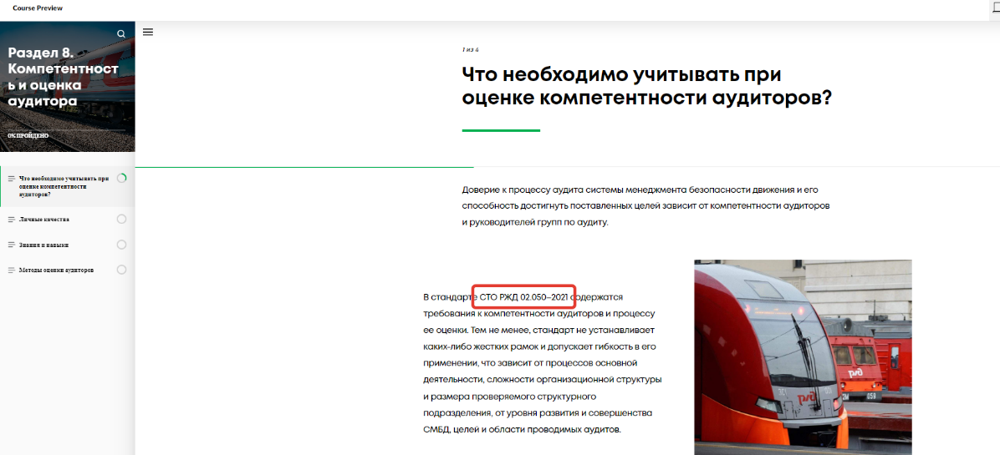 Course Preview
Раздел 8.
Компетентност
ь и оценка
аудитора
0% ПРОЙДЕНО
Что необходимо учитывать при
оценке компетентности
аудиторов?
Личные качества
Знания и навыки
Методы оценки аудиторов
1 из 4
Что необходимо учитывать при
оценке компетентности аудиторов?
Доверие к процессу аудита системы менеджмента безопасности движения и его
способность достигнуть поставленных целей зависит от компетентности аудиторов
и руководителей групп по аудиту.
В стандарте СТО РЖД 02.050–2021 содержатся
требования к компетентности аудиторов и процессу
ее оценки. Тем не менее, стандарт не устанавливает
каких-либо жестких рамок и допускает гибкость в его
применении, что зависит от процессов основной
деятельности, сложности организационной структуры
и размера проверяемого структурного
подразделения, от уровня развития и совершенства
СМБД, целей и области проводимых аудитов.
ржд
ржд